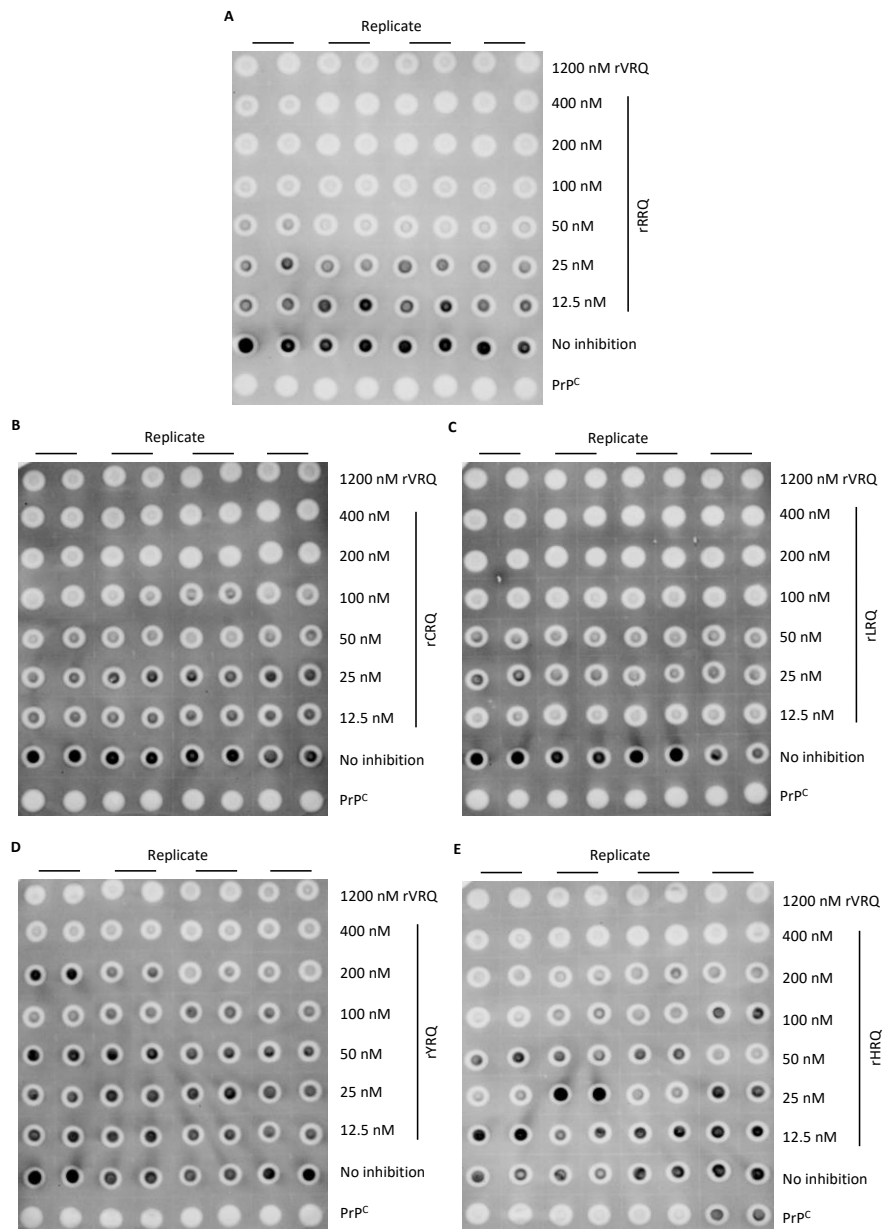 A
Replicate
1200 nM rVRQ
400 nM
200 nM
100 nM
50 nM
25 nM
12.5 nM
No inhibition
PrPC
rRRQ
B
Replicate
1200 nM rVRQ
400 nM
200 nM
100 nM
50 nM
25 nM
12.5 nM
No inhibition
PrPC
rCRQ
C
Replicate
1200 nM rVRQ
400 nM
200 nM
100 nM
50 nM
25 nM
12.5 nM
No inhibition
PrPC
rLRQ
D
Replicate
1200 nM rVRQ
400 nM
200 nM
100 nM
50 nM
25 nM
12.5 nM
No inhibition
PrPC
rYRQ
E
Replicate
1200 nM rVRQ
400 nM
200 nM
100 nM
50 nM
25 nM
12.5 nM
No inhibition
PrPC
rHRQ